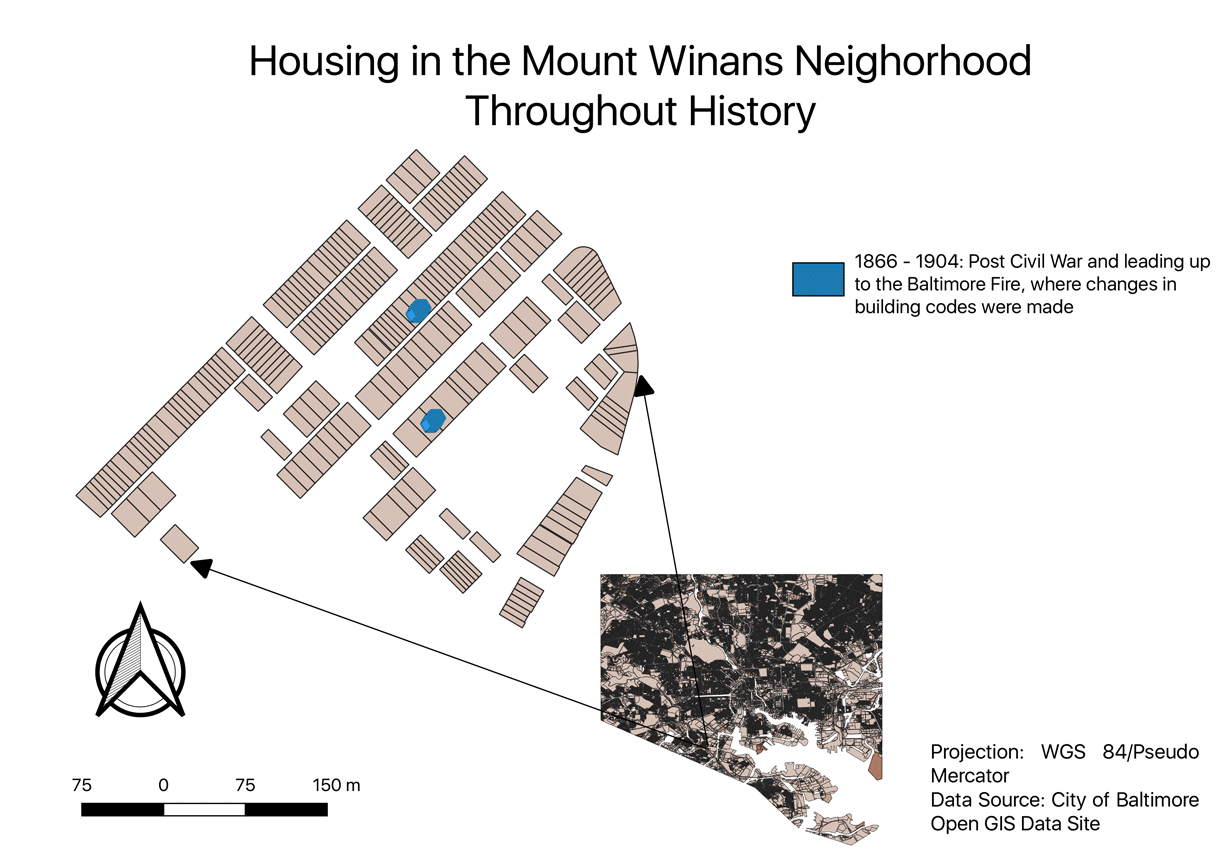 Housing in the Mount Winans Neighorhood
Throughout History
1866 - 1904: Post Civil War and leading up
to the Baltimore Fire, where changes in
building codes were made
75 0 75 150 m
Projection: WGS 84/Pseudo
Mercator
Data Source: City of Baltimore
Open GIS Data Site